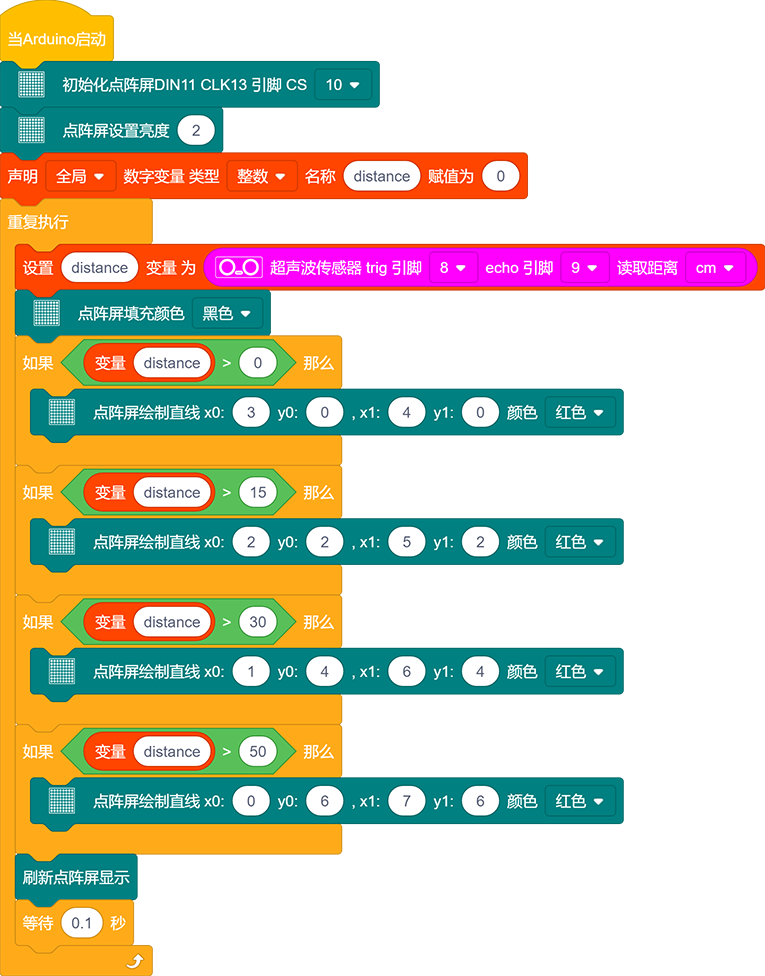 当Arduino启动
初始化点阵屏DIN11 CLK13 引脚 CS 10
点阵屏设置亮度 2
声明 全局 数字变量 类型 整数 名称 distance 赋值为 0
重复执行
设置 distance 变量 为 超声波传感器 trig 引脚 8 echo 引脚 9 读取距离 cm
点阵屏填充颜色 黑色
如果 变量 distance > 0 那么
点阵屏绘制直线 x0: 3 y0: 0 , x1: 4 y1: 0 颜色 红色
如果 变量 distance > 15 那么
点阵屏绘制直线 x0: 2 y0: 2 , x1: 5 y1: 2 颜色 红色
如果 变量 distance > 30 那么
点阵屏绘制直线 x0: 1 y0: 4 , x1: 6 y1: 4 颜色 红色
如果 变量 distance > 50 那么
点阵屏绘制直线 x0: 0 y0: 6 , x1: 7 y1: 6 颜色 红色
刷新点阵屏显示
等待 0.1 秒